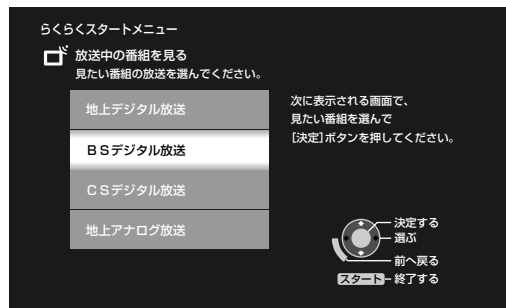 らくらくスタートメニュー
放送中の番組を見る
見たい番組の放送を選んでください。
地上デジタル放送
ＢＳデジタル放送
ＣＳデジタル放送
地上アナログ放送
次に表示される画面で、
見たい番組を選んで
［決定］ボタンを押してください。
決定する
選ぶ
前へ戻る
スタート 終了する